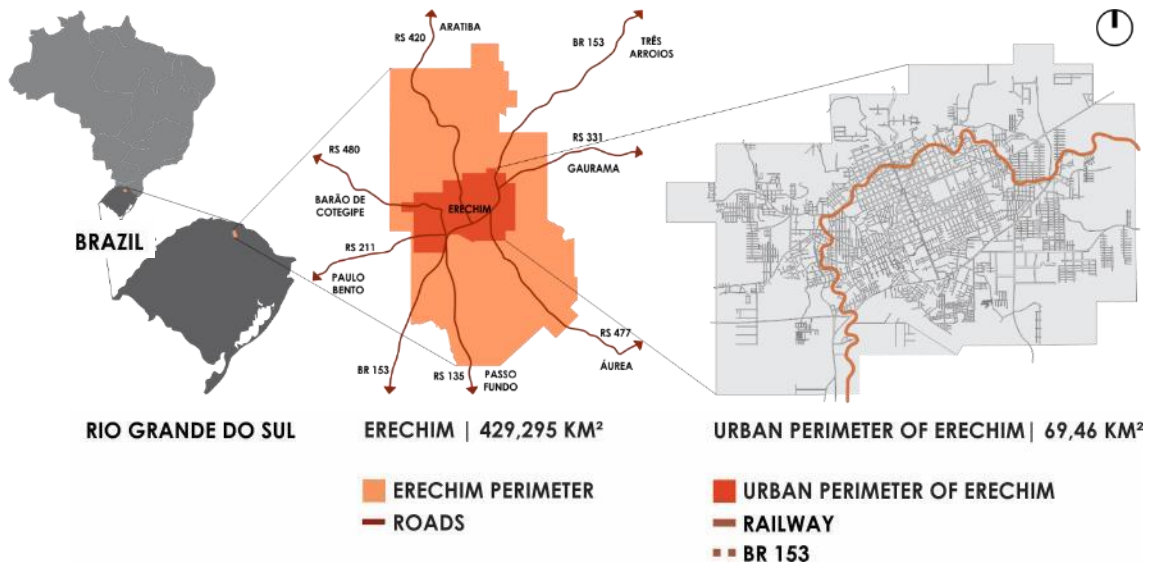 RS 420
ARATIBA
BR 153
TRÊS
ARROIOS
RS 480
RS 331
GAURAMA
BARÃO DE
COTEGIPE
ERECHIM
BRAZIL
RS 211
PAULO
BENTO
RS 477
ÁUREA
BR 153
RS 135
PASSO
FUNDO
RIO GRANDE DO SUL
ERECHIM | 429,295 KM²
URBAN PERIMETER OF ERECHIM| 69,46 KM²
ERECHIM PERIMETER
ROADS
URBAN PERIMETER OF ERECHIM
RAILWAY
BR 153